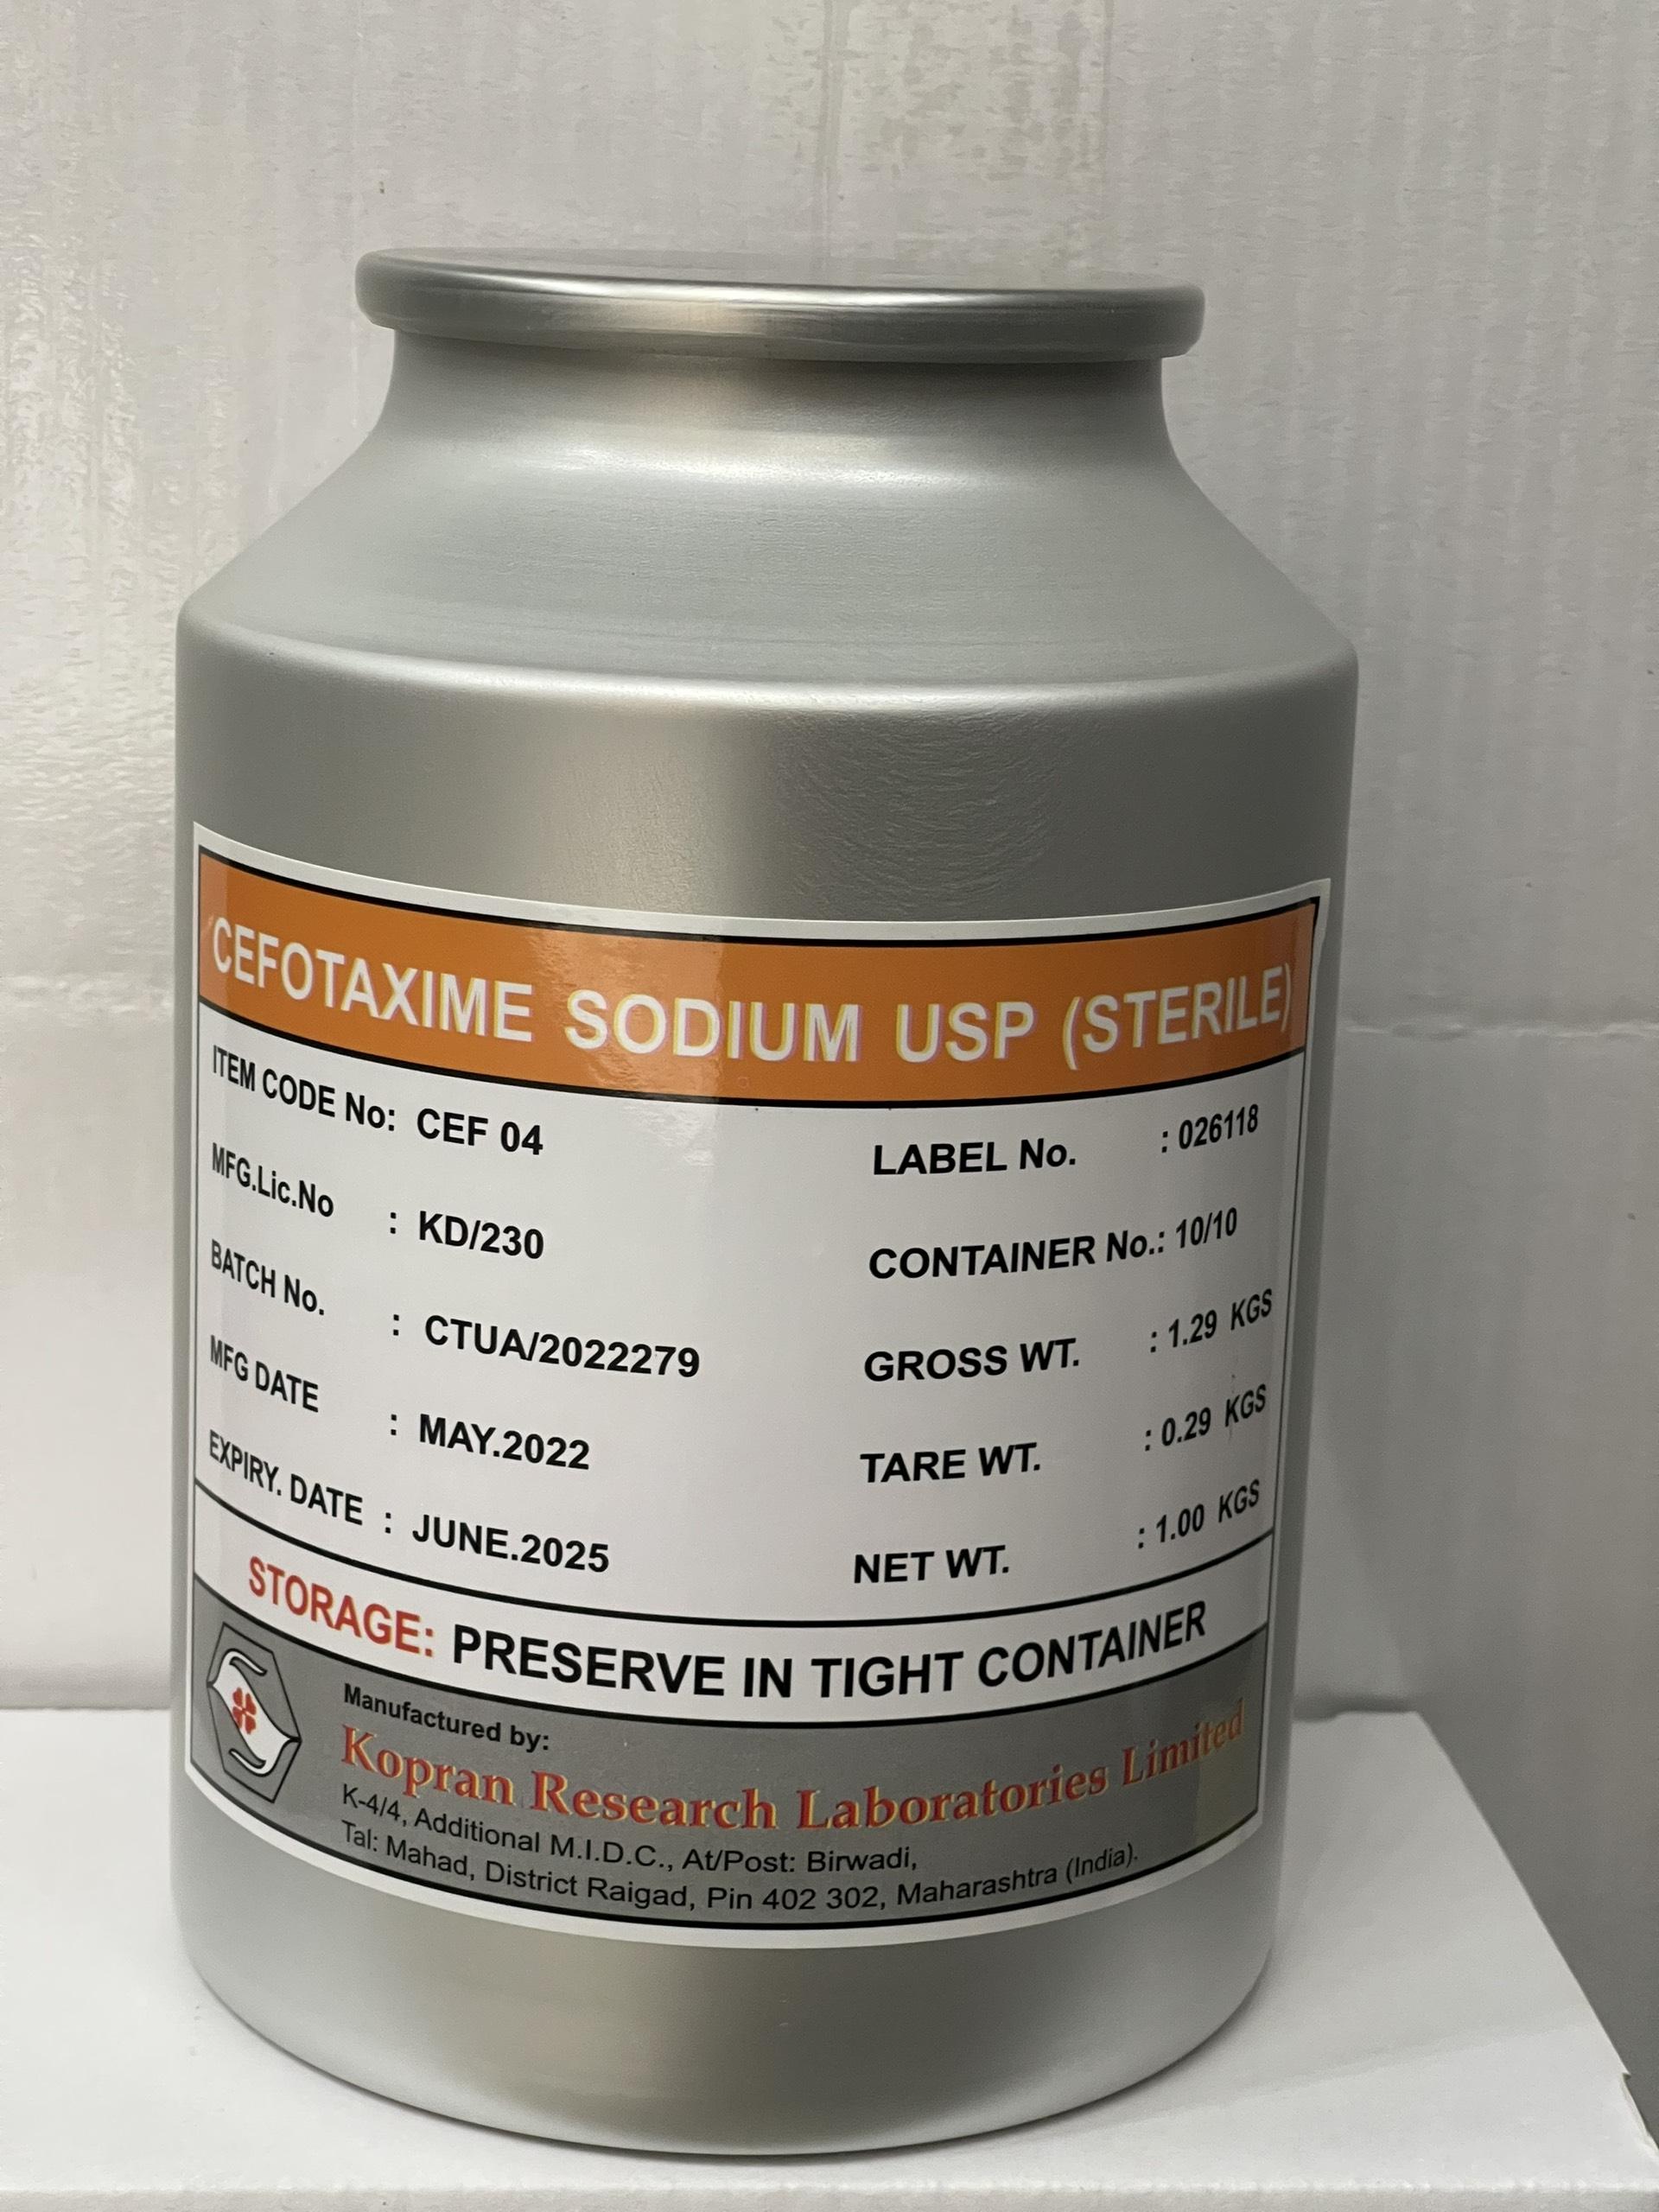 CEFOTAXIME SODIUM USP (STERILE)
ITEM CODE No: CEF 04
MFG.Lic.No : KD/230
BATCH No. : CTUA/2022279
MFG DATE : MAY.2022
EXPIRY. DATE : JUNE.2025
LABEL No. : 026118
CONTAINER No.: 10/10
GROSS WT. : 1.29 KGS
TARE WT. : 0.29 KGS
NET WT. : 1.00 KGS
STORAGE: PRESERVE IN TIGHT CONTAINER
Manufactured by:
Kopran Research Laboratories Limited
K-4/4, Additional M.I.D.C., At/Post: Birwadi,
Tal: Mahad, District Raigad, Pin 402 302, Maharashtra (India).